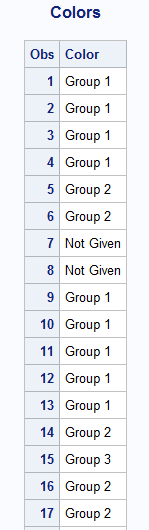 Colors
Obs Color
1 Group 1
2 Group 1
3 Group 1
4 Group 1
5 Group 2
6 Group 2
7 Not Given
8 Not Given
9 Group 1
10 Group 1
11 Group 1
12 Group 1
13 Group 1
14 Group 2
15 Group 3
16 Group 2
17 Group 2